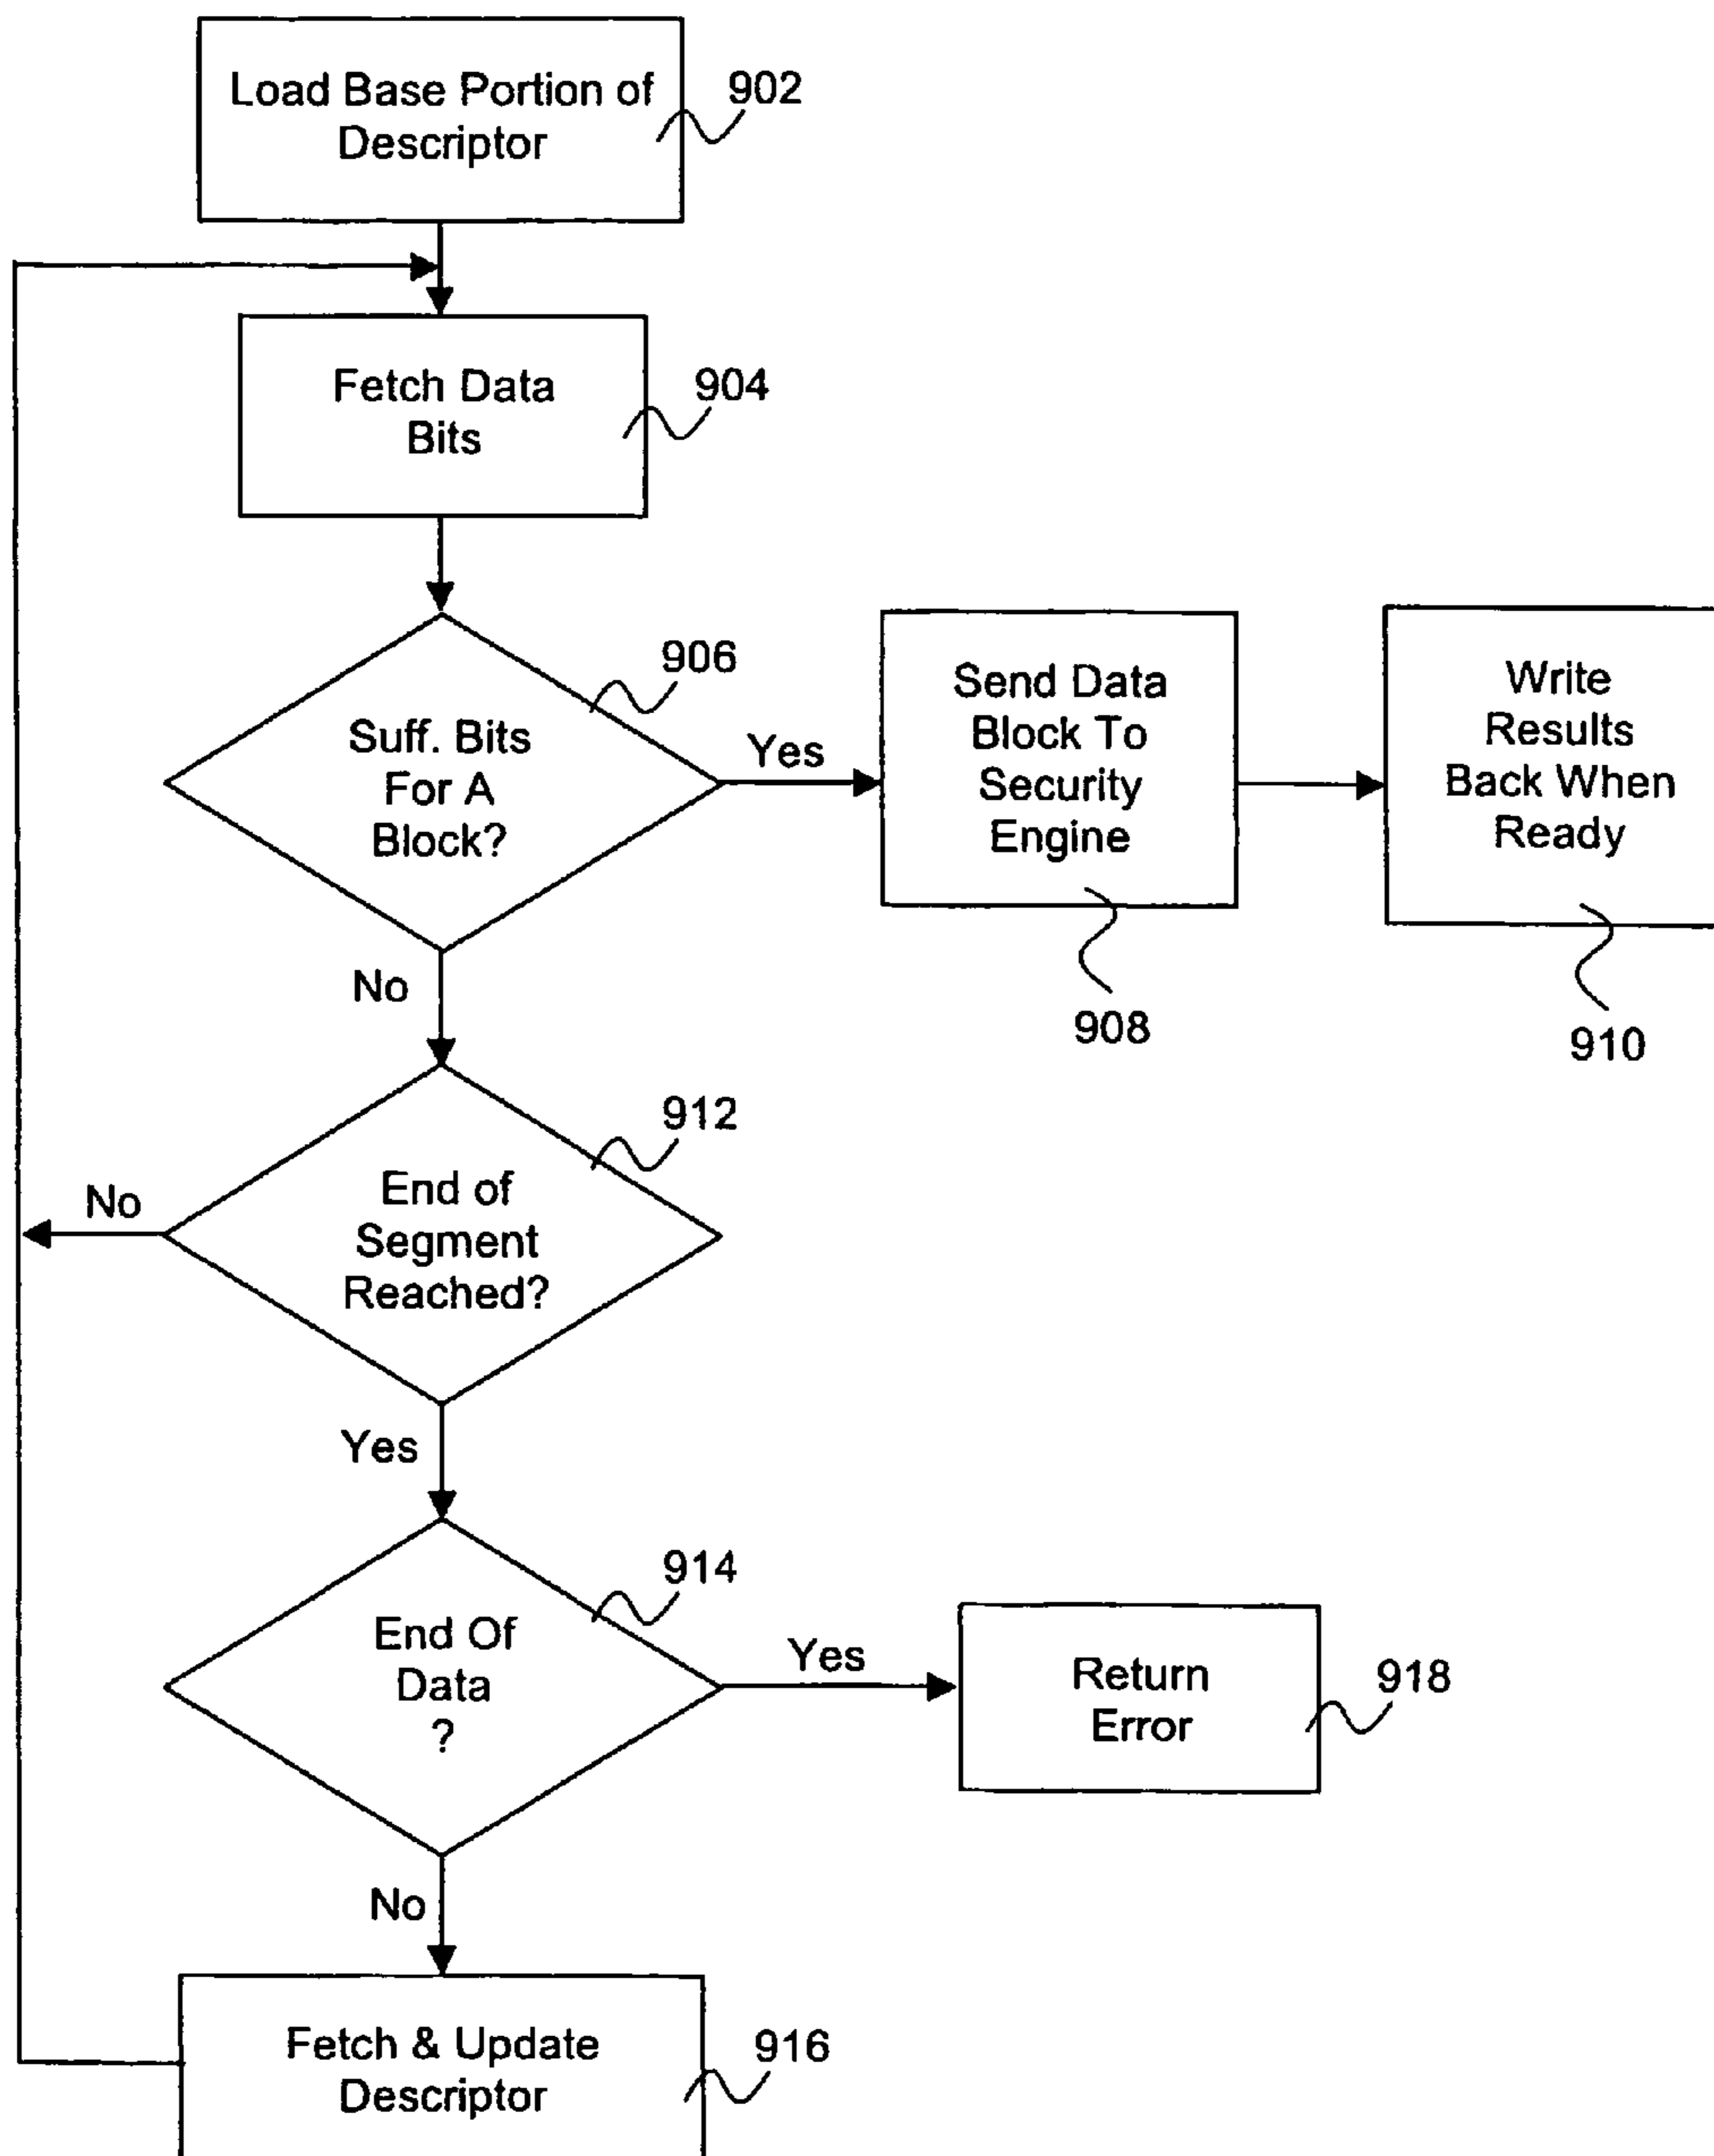 Load Base Portion of
Descriptor
902
Fetch Data
Bits
904
Suff. Bits
For A
Block?
906
Yes
Send Data
Block To
Security
Engine
908
Write
Results
Back When
Ready
910
No
End of
Segment
Reached?
912
No
Yes
End Of
Data
?
914
Yes
Return
Error
918
No
Fetch & Update
Descriptor
916